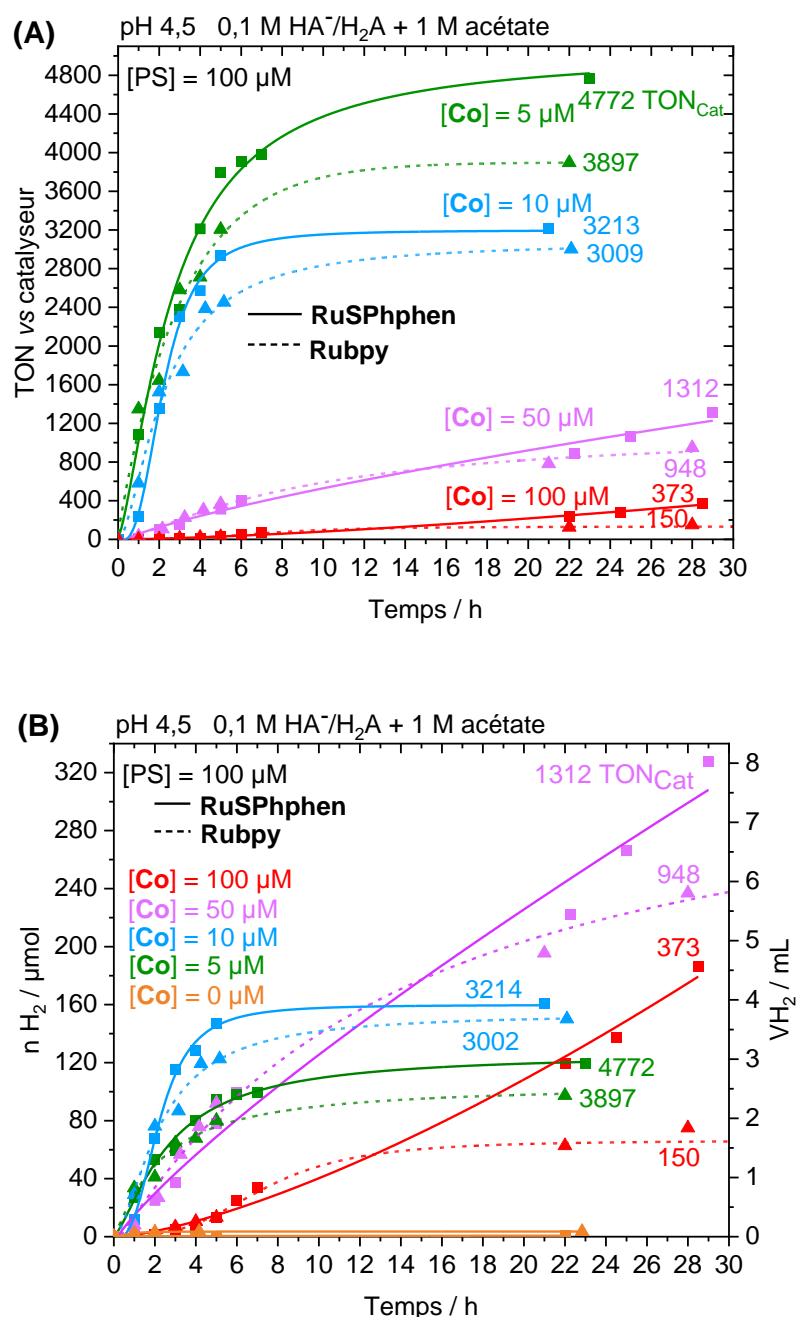 (A)
pH 4,5 0,1 M HA⁻/H₂A + 1 M acétate
[PS] = 100 µM
4772 TON_Cat
[Co] = 5 µM
3897
[Co] = 10 µM
3213
3009
RuSPhphen
Rubpy
1312
[Co] = 50 µM
948
[Co] = 100 µM
373
150
4800
4400
4000
3600
3200
2800
2400
2000
1600
1200
800
400
0
TON vs catalyseur
0 2 4 6 8 10 12 14 16 18 20 22 24 26 28 30
Temps / h
(B)
pH 4,5 0,1 M HA⁻/H₂A + 1 M acétate
[PS] = 100 µM
RuSPhphen
Rubpy
1312 TON_Cat
[Co] = 100 µM
[Co] = 50 µM
[Co] = 10 µM
[Co] = 5 µM
[Co] = 0 µM
948
373
3214
3002
4772
3897
150
320
280
240
200
160
120
80
40
0
n H₂ / µmol
8
7
6
5
4
3
2
1
0
VH₂ / mL
0 2 4 6 8 10 12 14 16 18 20 22 24 26 28 30
Temps / h